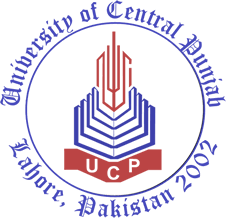 University of Central Punjab
UCP
Lahore, Pakistan 2002